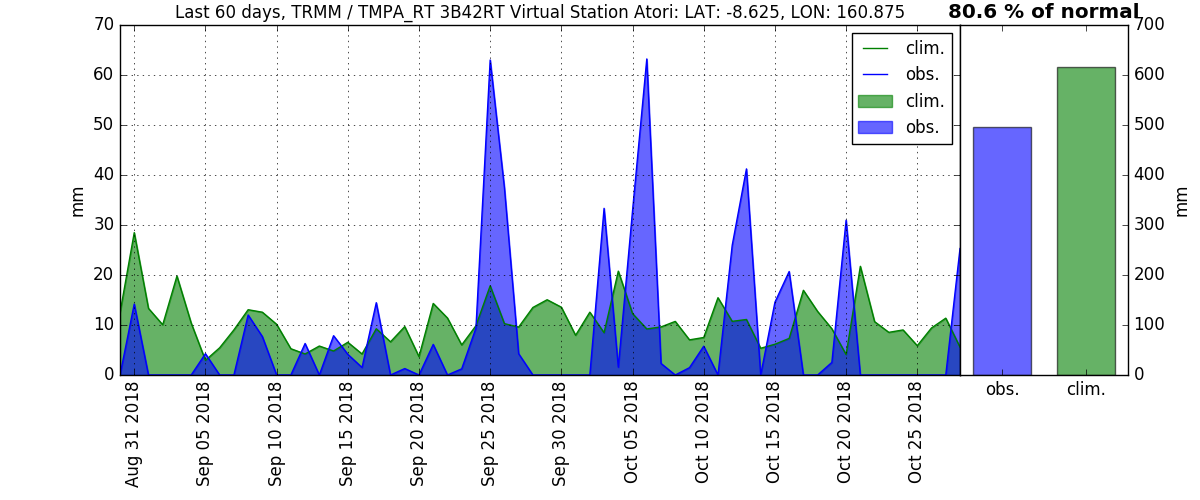 Last 60 days, TRMM / TMPA_RT 3B42RT Virtual Station Atori: LAT: -8.625, LON: 160.875
80.6 % of normal
70
60
50
40
30
20
10
0
mm
clim.
obs.
clim.
obs.
700
600
500
400
300
200
100
0
mm
Aug 31 2018
Sep 05 2018
Sep 10 2018
Sep 15 2018
Sep 20 2018
Sep 25 2018
Sep 30 2018
Oct 05 2018
Oct 10 2018
Oct 15 2018
Oct 20 2018
Oct 25 2018
obs.
clim.